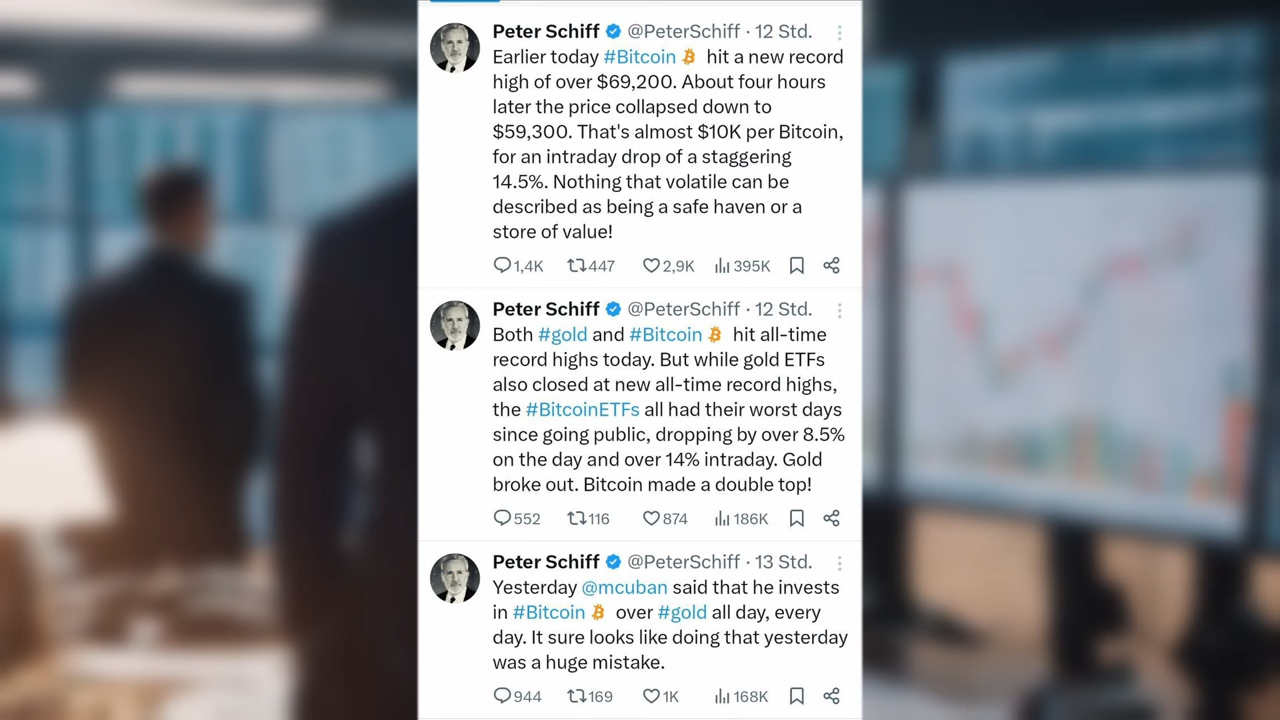 Peter Schiff @PeterSchiff · 12 Std.
Earlier today #Bitcoin hit a new record
high of over $69,200. About four hours
later the price collapsed down to
$59,300. That's almost $10K per Bitcoin,
for an intraday drop of a staggering
14.5%. Nothing that volatile can be
described as being a safe haven or a
store of value!
1,4K 447 2,9K 395K
Peter Schiff @PeterSchiff · 12 Std.
Both #gold and #Bitcoin hit all-time
record highs today. But while gold ETFs
also closed at new all-time record highs,
the #BitcoinETFs all had their worst days
since going public, dropping by over 8.5%
on the day and over 14% intraday. Gold
broke out. Bitcoin made a double top!
552 116 874 186K
Peter Schiff @PeterSchiff · 13 Std.
Yesterday @mcuban said that he invests
in #Bitcoin over #gold all day, every
day. It sure looks like doing that yesterday
was a huge mistake.
944 169 1K 168K